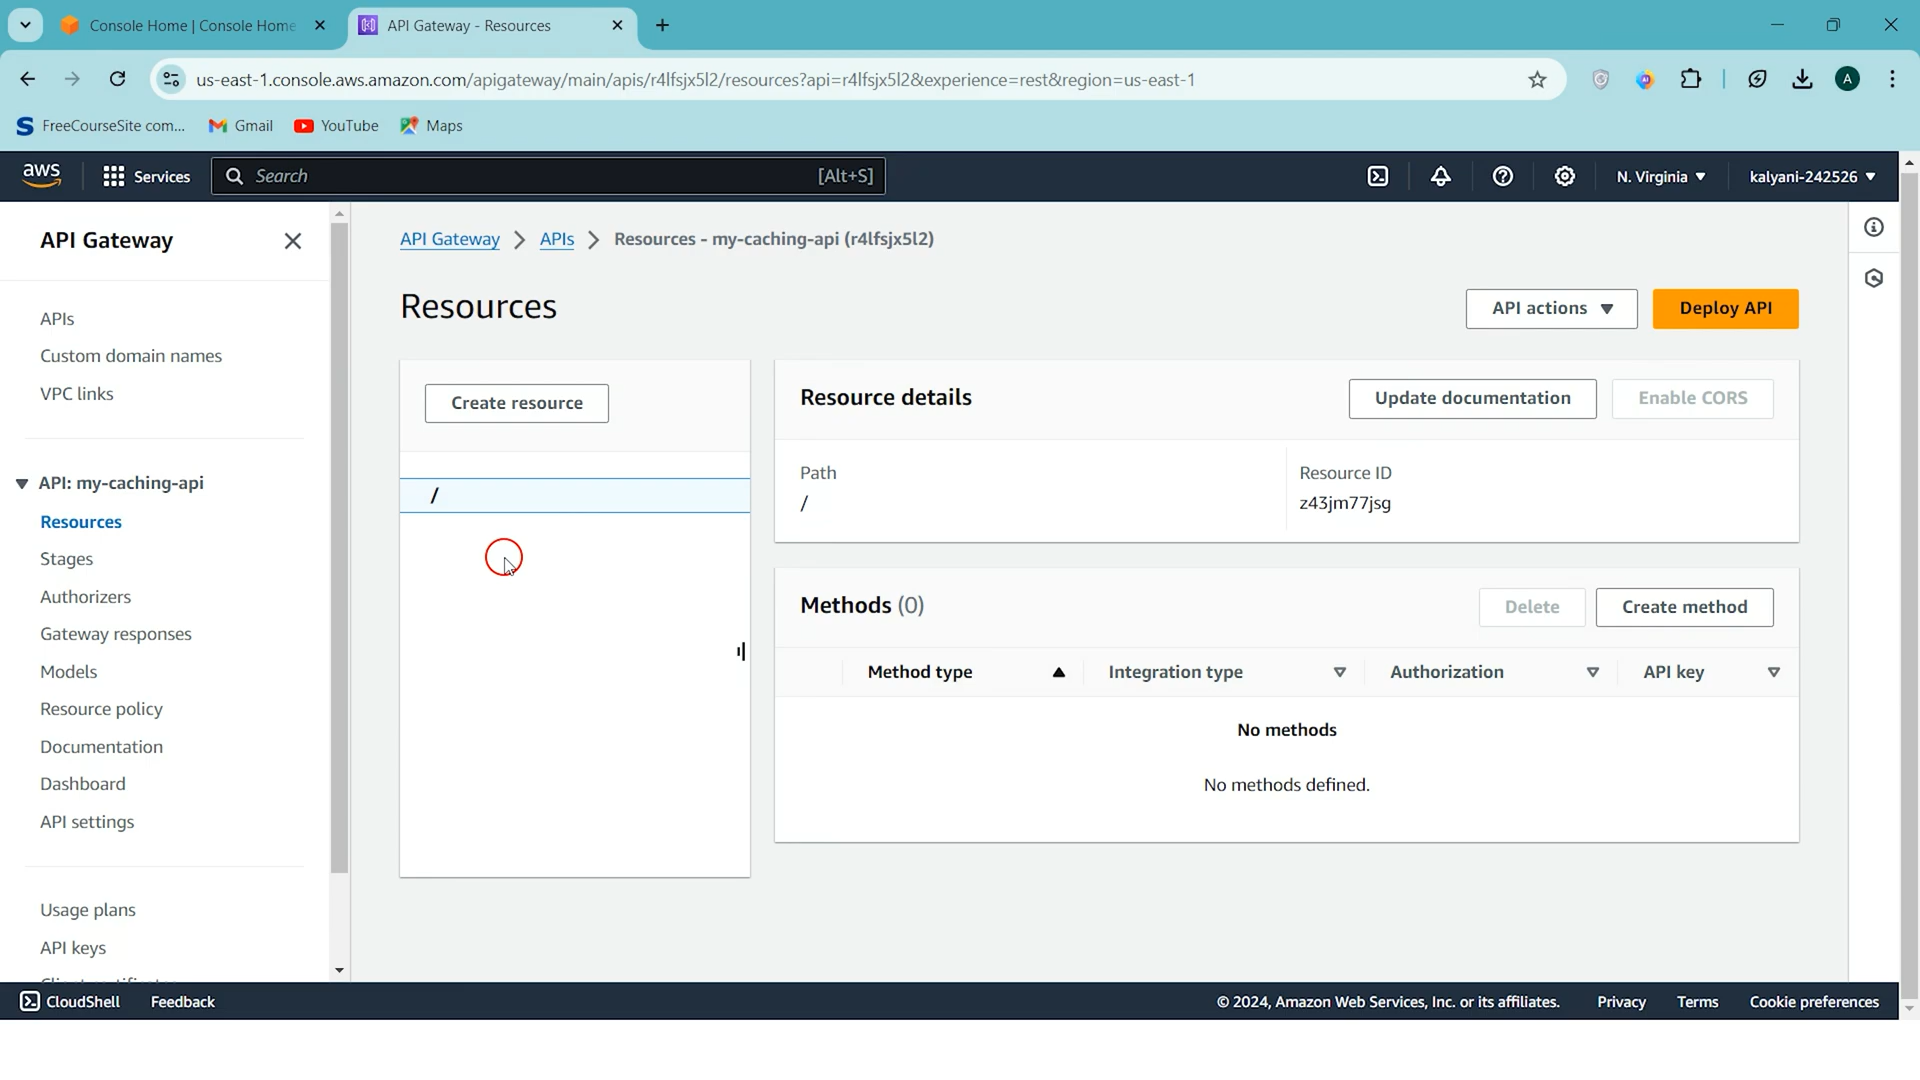 Console Home | Console Home
API Gateway - Resources
us-east-1.console.aws.amazon.com/apigateway/main/apis/r4lfsjx5l2/resources?api=r4lfsjx5l2&experience=rest&region=us-east-1
A
FreeCourseSite com...
Gmail
YouTube
Maps
aws
Services
Search
[Alt+S]
N. Virginia
kalyani-242526
API Gateway
APIs
Custom domain names
VPC links
API: my-caching-api
Resources
Stages
Authorizers
Gateway responses
Models
Resource policy
Documentation
Dashboard
API settings
Usage plans
API keys
API Gateway > APIs > Resources - my-caching-api (r4lfsjx5l2)
Resources
API actions
Deploy API
Create resource
/
Resource details
Update documentation
Enable CORS
Path
/
Resource ID
z43jm77jsg
Methods (0)
Delete
Create method
Method type
Integration type
Authorization
API key
No methods
No methods defined.
CloudShell
Feedback
© 2024, Amazon Web Services, Inc. or its affiliates.
Privacy
Terms
Cookie preferences